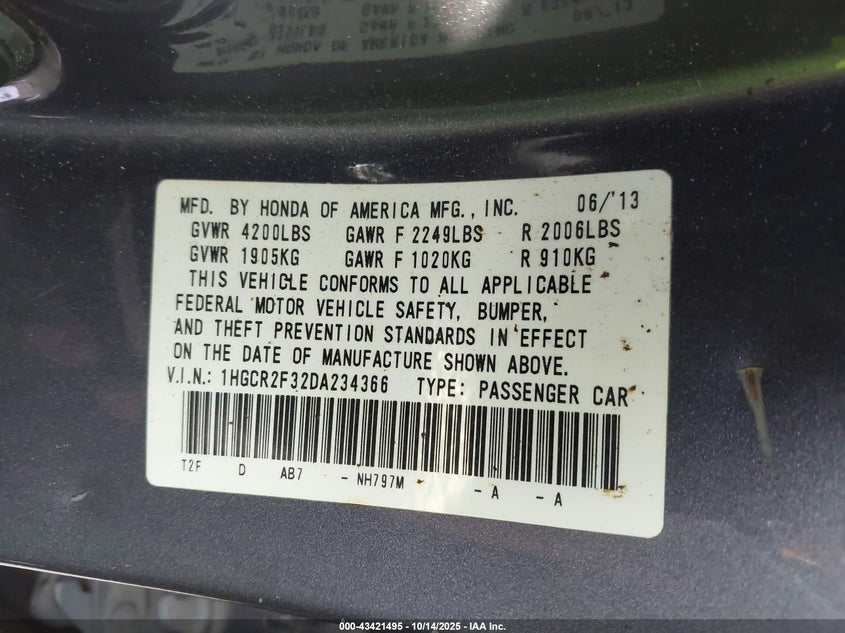 MFD. BY HONDA OF AMERICA MFG., INC. 06/'13
GVWR 4200LBS GAWR F 2249LBS R 2006LBS
GVWR 1905KG GAWR F 1020KG R 910KG
THIS VEHICLE CONFORMS TO ALL APPLICABLE
FEDERAL MOTOR VEHICLE SAFETY, BUMPER,
AND THEFT PREVENTION STANDARDS IN EFFECT
ON THE DATE OF MANUFACTURE SHOWN ABOVE.
V.I.N.: 1HGCR2F32DA234366 TYPE: PASSENGER CAR
T2F D AB7 - NH797M - A - A
000-43421495 - 10/14/2025 - IAA Inc.